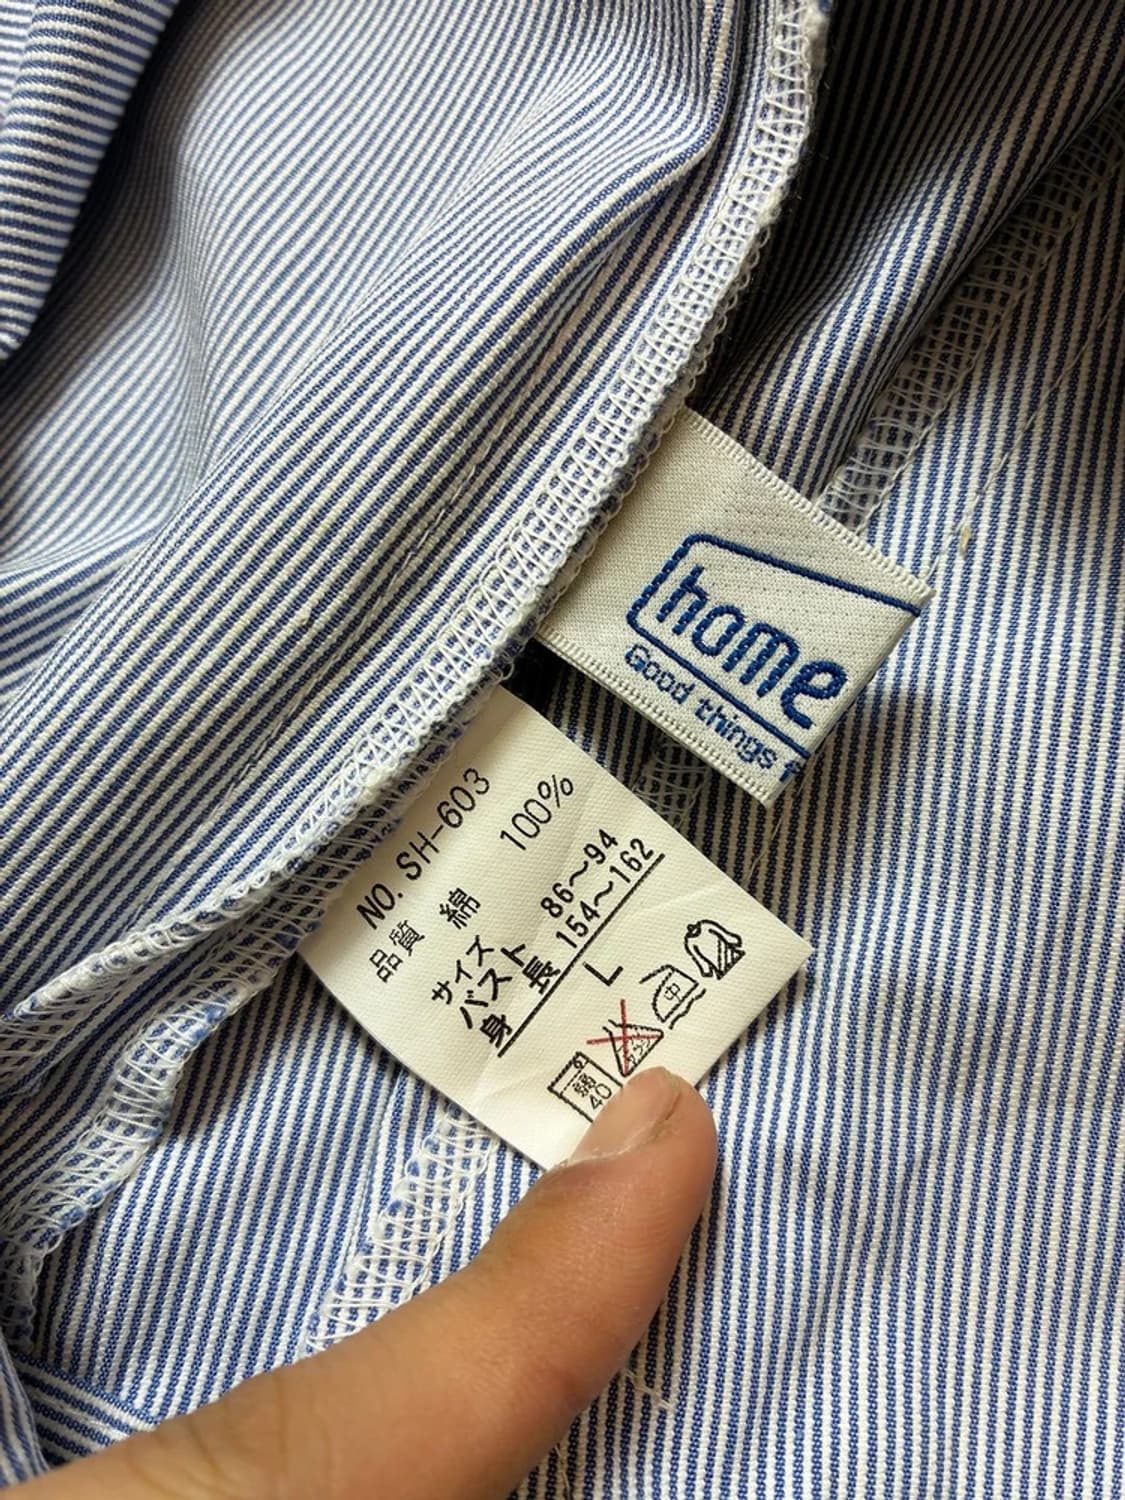 home
Good things f
NO. SH-603
品質 綿 100%
サイズ
バスト 86〜94
身長 154〜162
L
弱
40
中